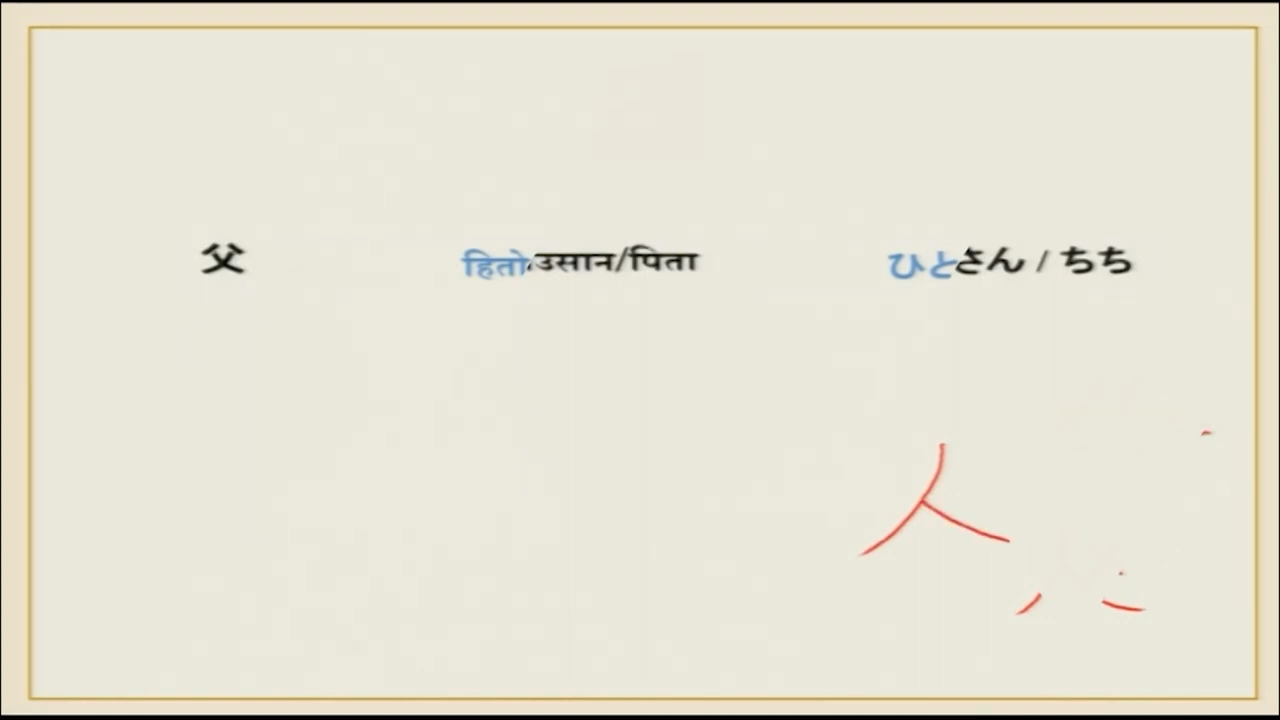 父 हितोउसान/पिता ひとさん / ちち
人